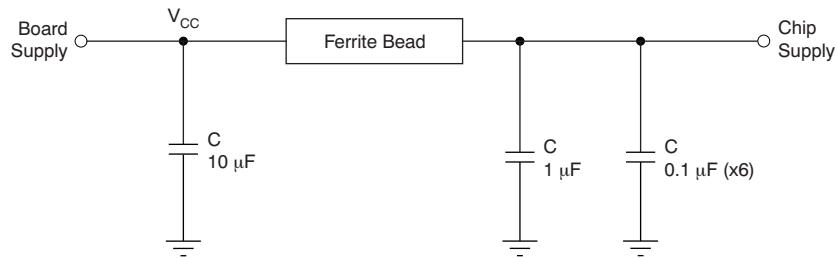 Board
Supply
V_CC
Ferrite Bead
Chip
Supply
C
10 μF
C
1 μF
C
0.1 μF (x6)